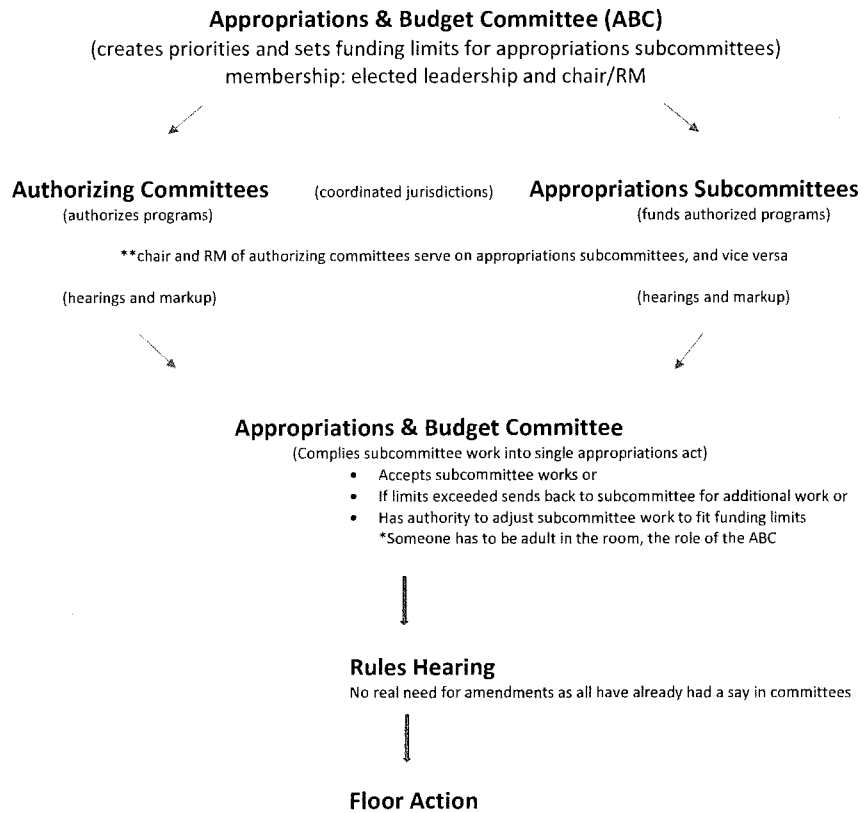 Appropriations & Budget Committee (ABC)
(creates priorities and sets funding limits for appropriations subcommittees)
membership: elected leadership and chair/RM
Authorizing Committees (coordinated jurisdictions) Appropriations Subcommittees
(authorizes programs) (funds authorized programs)
**chair and RM of authorizing committees serve on appropriations subcommittees, and vice versa
(hearings and markup) (hearings and markup)
Appropriations & Budget Committee
(Complies subcommittee work into single appropriations act)
• Accepts subcommittee works or
• If limits exceeded sends back to subcommittee for additional work or
• Has authority to adjust subcommittee work to fit funding limits
*Someone has to be adult in the room, the role of the ABC
Rules Hearing
No real need for amendments as all have already had a say in committees
Floor Action